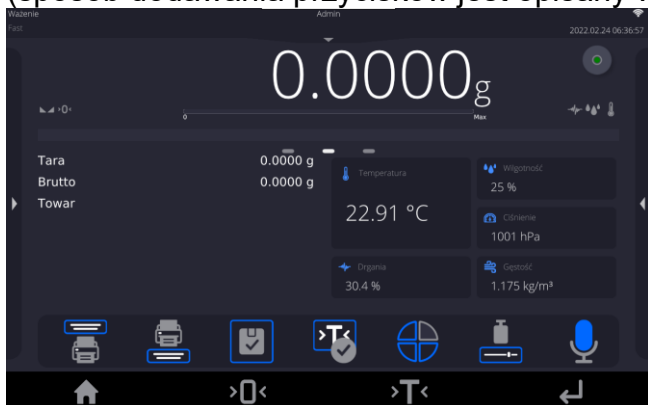 (sposób dodawania przycisków jest opisany
Ważenie
Admin
Fast
2022.02.24 06:36:57
0.0000g
>0<
0
Max
Tara 0.0000 g
Brutto 0.0000 g
Towar
Temperatura
22.91 °C
Wilgotność
25 %
Ciśnienie
1001 hPa
Drgania
30.4 %
Gęstość
1.175 kg/m³
>T<
>0<
>T<